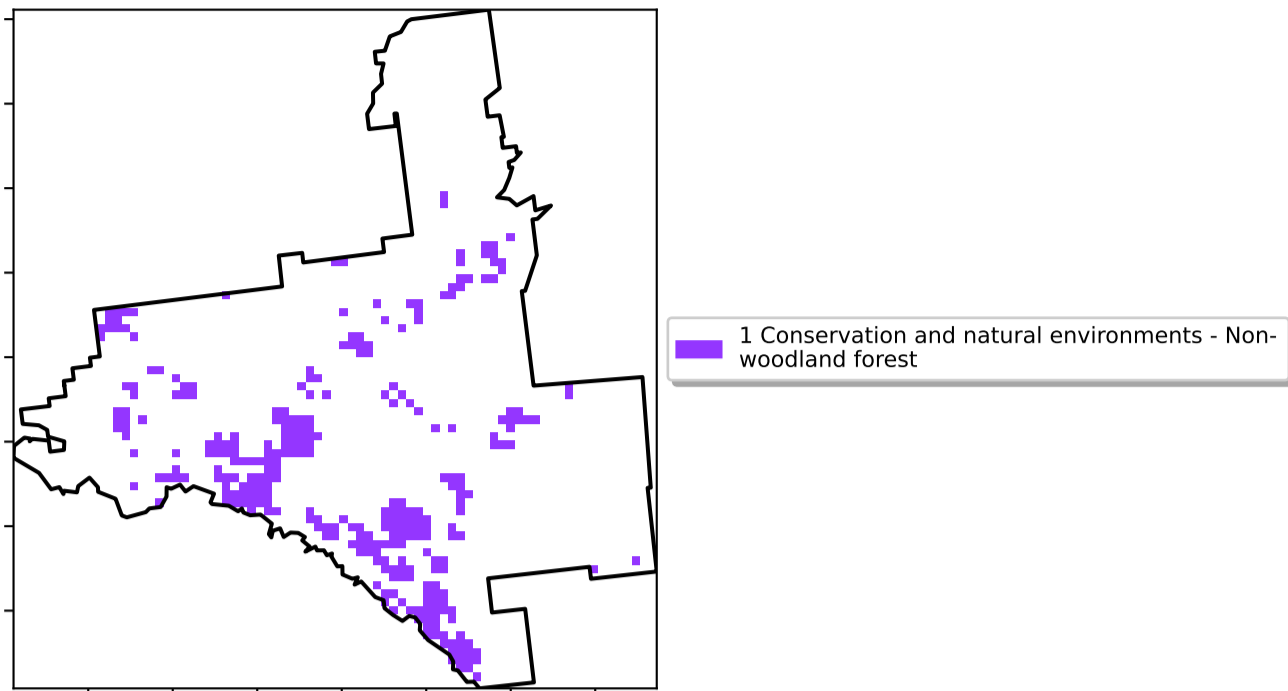 1 Conservation and natural environments - Non-
woodland forest